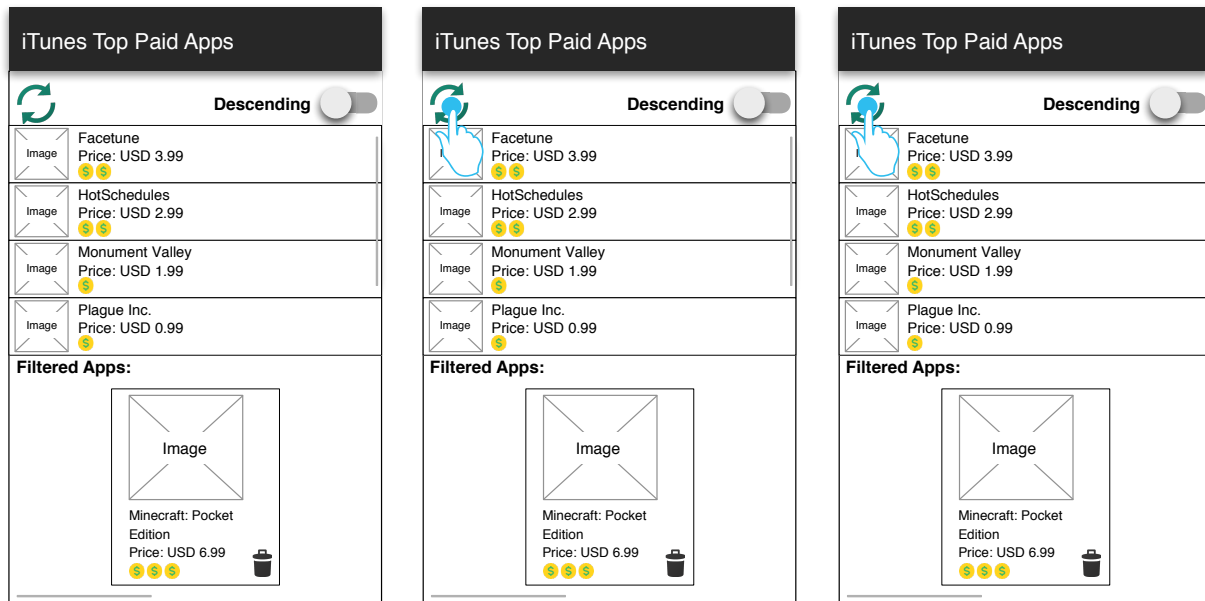 iTunes Top Paid Apps
Descending
Image
Facetune
Price: USD 3.99
$ $
Image
HotSchedules
Price: USD 2.99
$ $
Image
Monument Valley
Price: USD 1.99
$
Image
Plague Inc.
Price: USD 0.99
$
Filtered Apps:
Image
Minecraft: Pocket
Edition
Price: USD 6.99
$ $ $
iTunes Top Paid Apps
Descending
Facetune
Price: USD 3.99
$ $
Image
HotSchedules
Price: USD 2.99
$ $
Image
Monument Valley
Price: USD 1.99
$
Image
Plague Inc.
Price: USD 0.99
$
Filtered Apps:
Image
Minecraft: Pocket
Edition
Price: USD 6.99
$ $ $
iTunes Top Paid Apps
Descending
Facetune
Price: USD 3.99
$ $
Image
HotSchedules
Price: USD 2.99
$ $
Image
Monument Valley
Price: USD 1.99
$
Image
Plague Inc.
Price: USD 0.99
$
Filtered Apps:
Image
Minecraft: Pocket
Edition
Price: USD 6.99
$ $ $